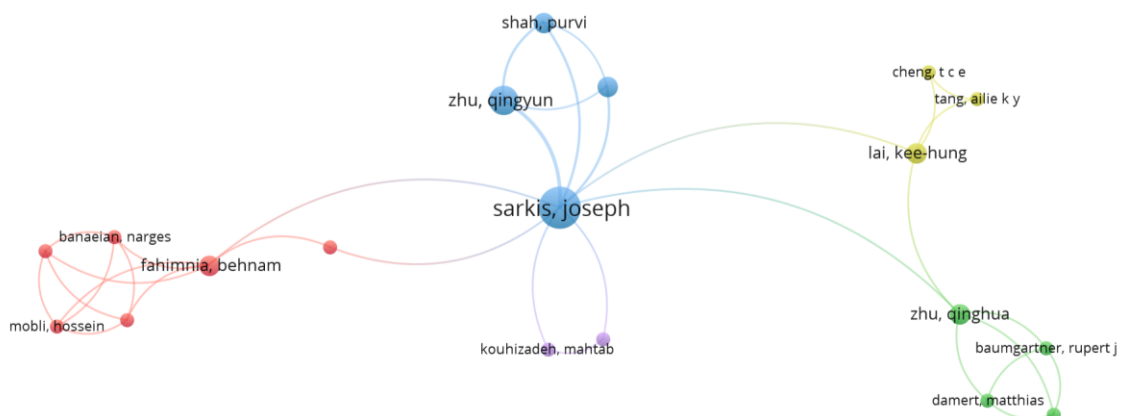 shah, purvi
zhu, qingyun
cheng, t c e
tang, ailie k y
lai, kee-hung
sarkis, joseph
banaeian, narges
fahimnia, behnam
mobli, hossein
kouhizadeh, mahtab
zhu, qinghua
baumgartner, rupert j
damert, matthias